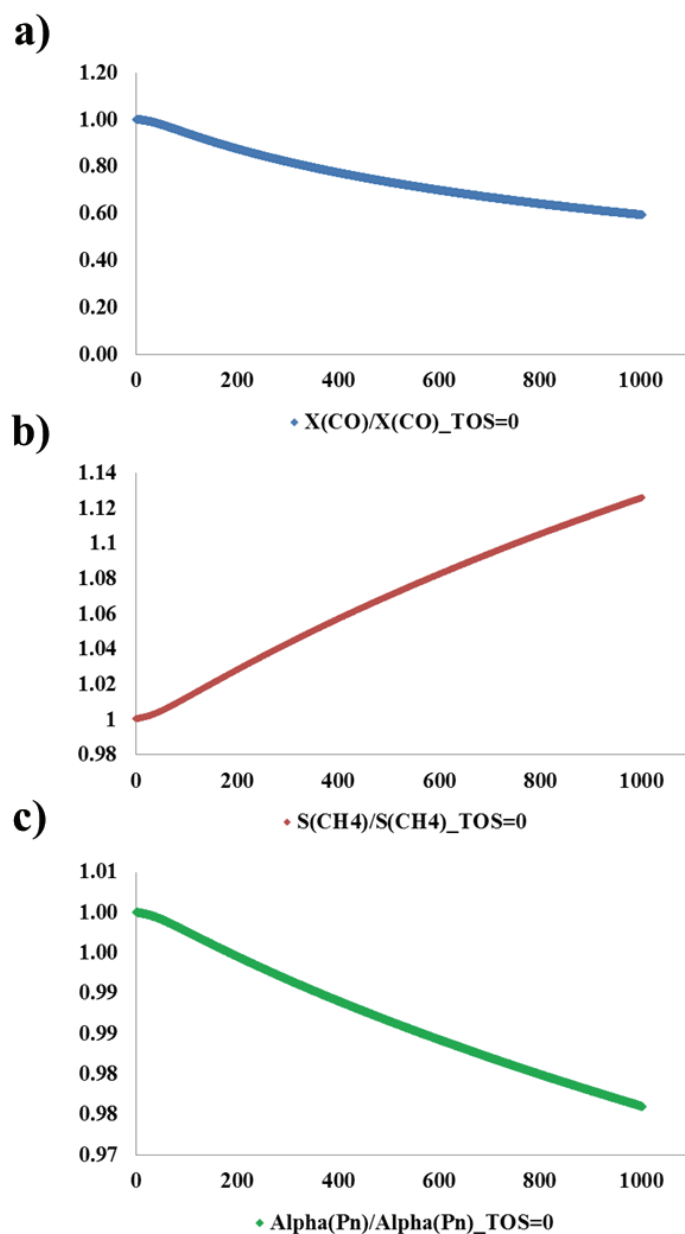 a)
1.20
1.00
0.80
0.60
0.40
0.20
0.00
0 200 400 600 800 1000
X(CO)/X(CO)_TOS=0
b)
1.14
1.12
1.1
1.08
1.06
1.04
1.02
1
0.98
0 200 400 600 800 1000
S(CH4)/S(CH4)_TOS=0
c)
1.01
1.00
1.00
0.99
0.99
0.98
0.98
0.97
0 200 400 600 800 1000
Alpha(Pn)/Alpha(Pn)_TOS=0